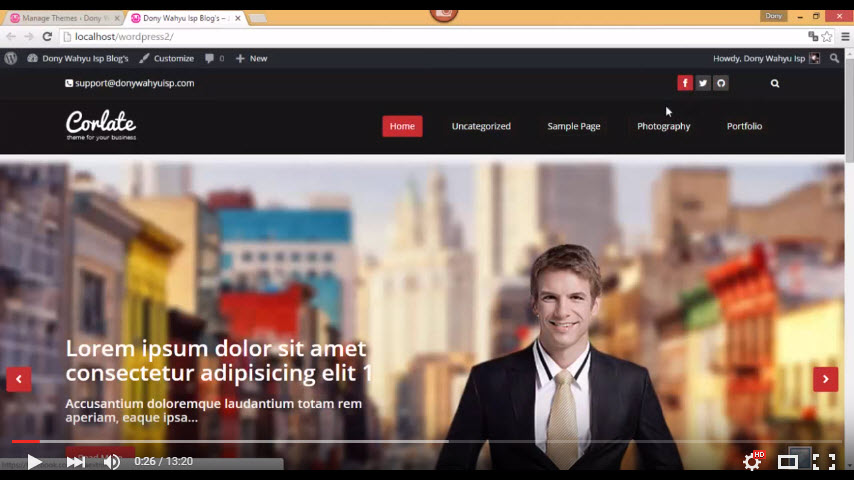 Manage Themes ‹ Dony W
Dony Wahyu Isp Blog's –
Dony
localhost/wordpress2/
Dony Wahyu Isp Blog's
Customize
0
New
Howdy, Dony Wahyu Isp
support@donywahyuisp.com
Corlate
theme for your business
Home
Uncategorized
Sample Page
Photography
Portfolio
Lorem ipsum dolor sit amet
consectetur adipisicing elit 1
Accusantium doloremque laudantium totam rem
aperiam, eaque ipsa...
0:26 / 13:20
HD